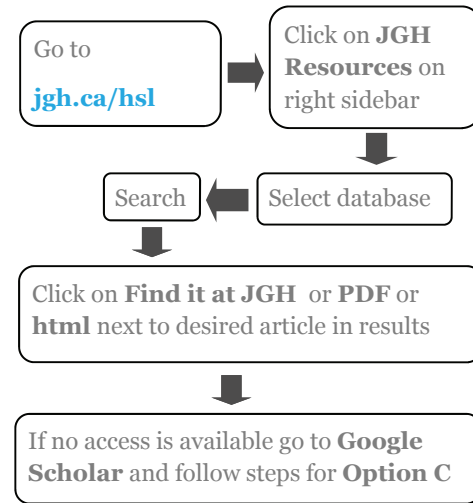 Go to
jgh.ca/hsl
Click on JGH
Resources on
right sidebar
Select database
Search
Click on Find it at JGH or PDF or
html next to desired article in results
If no access is available go to Google
Scholar and follow steps for Option C